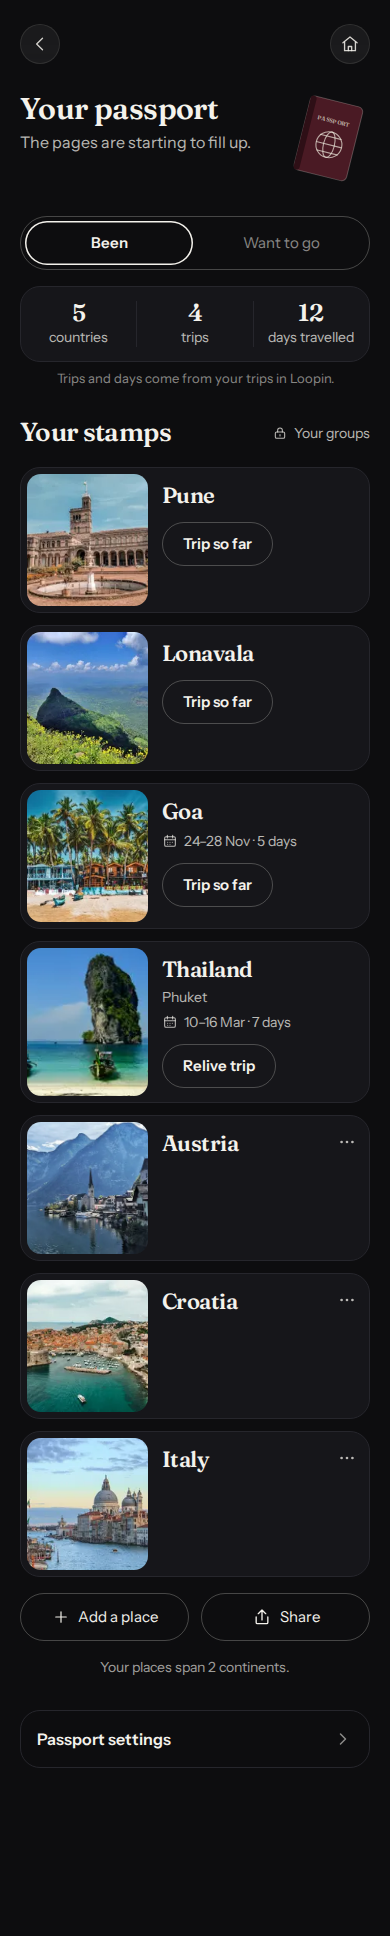 Your passport
The pages are starting to fill up.
PASSPORT
Been
Want to go
5
countries
4
trips
12
days travelled
Trips and days come from your trips in Loopin.
Your stamps
Your groups
Pune
Trip so far
Lonavala
Trip so far
Goa
24–28 Nov · 5 days
Trip so far
Thailand
Phuket
10–16 Mar · 7 days
Relive trip
Austria
Croatia
Italy
Add a place
Share
Your places span 2 continents.
Passport settings